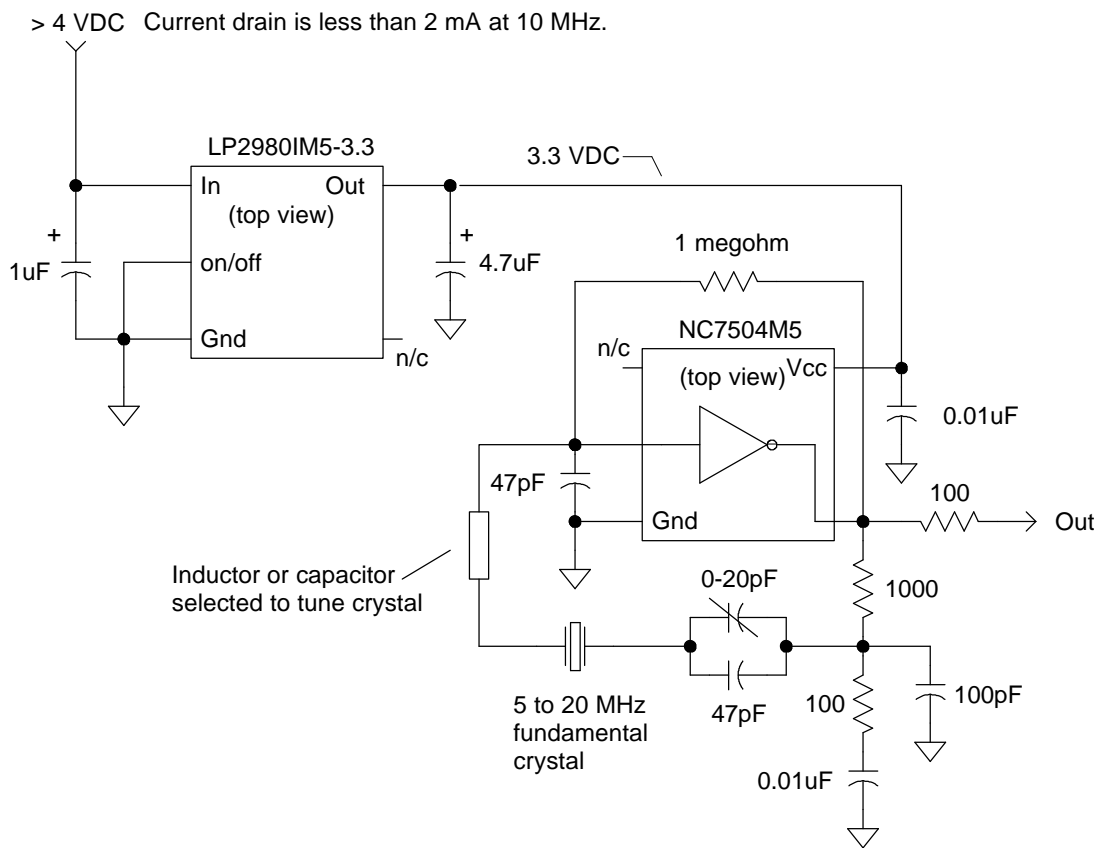 > 4 VDC Current drain is less than 2 mA at 10 MHz.
LP2980IM5-3.3
In
Out
(top view)
3.3 VDC
+
1uF
on/off
+
4.7uF
1 megohm
Gnd
n/c
NC7504M5
n/c
(top view)
Vcc
0.01uF
47pF
100
Gnd
Out
Inductor or capacitor
selected to tune crystal
0-20pF
1000
5 to 20 MHz
fundamental
crystal
47pF
100
100pF
0.01uF